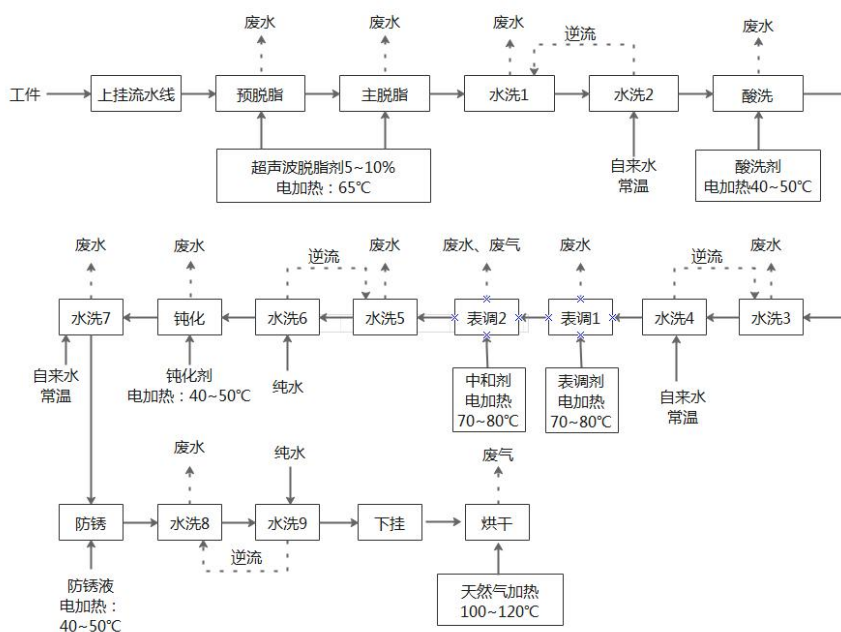 废水
废水
废水
逆流
废水
工件
上挂流水线
预脱脂
主脱脂
水洗1
水洗2
酸洗
超声波脱脂剂5~10%
电加热：65℃
自来水
常温
酸洗剂
电加热40~50℃
废水
废水
逆流
废水
废水、废气
废水
逆流
废水
水洗7
钝化
水洗6
水洗5
表调2
表调1
水洗4
水洗3
自来水
常温
钝化剂
电加热：40~50℃
纯水
中和剂
电加热
70~80℃
表调剂
电加热
70~80℃
自来水
常温
废水
纯水
废气
防锈
水洗8
水洗9
下挂
烘干
逆流
防锈液
电加热：
40~50℃
天然气加热
100~120℃